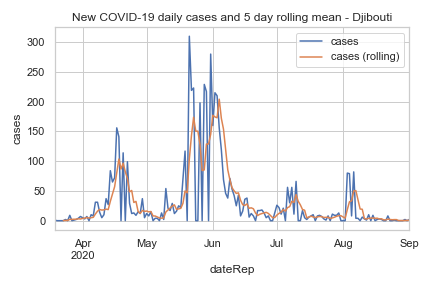 New COVID-19 daily cases and 5 day rolling mean - Djibouti
cases
cases (rolling)
300
250
200
150
100
50
0
cases
Apr
2020
May
Jun
Jul
Aug
Sep
dateRep